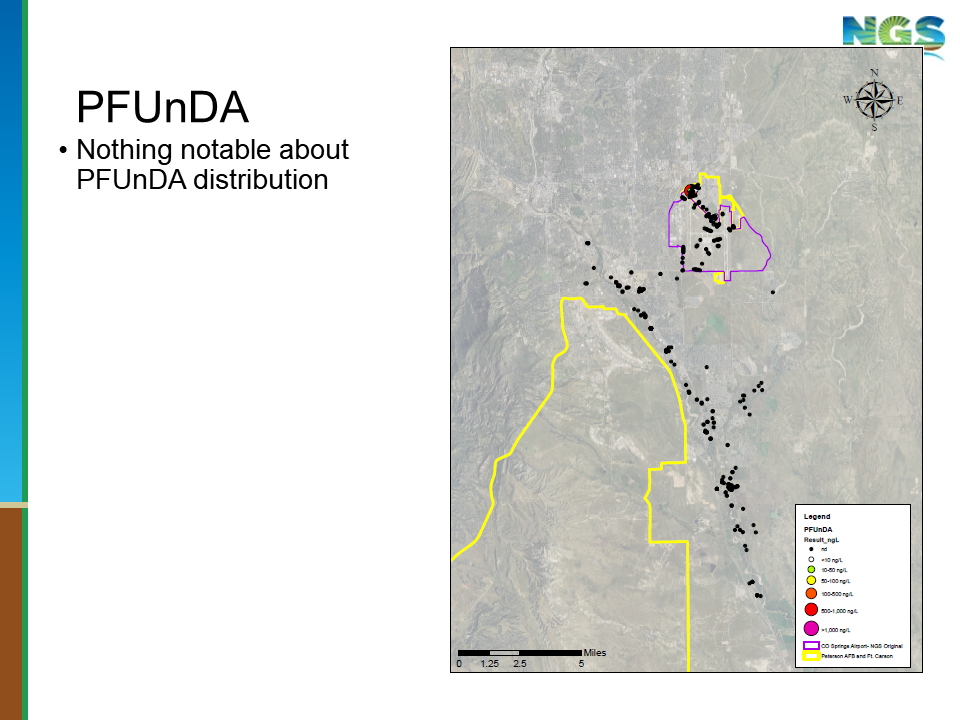 NGS
PFUnDA
• Nothing notable about
PFUnDA distribution
N
W E
S
Legend
PFUnDA
Result_ngL
nd
<10 ng/L
10-50 ng/L
50-100 ng/L
100-500 ng/L
500-1,000 ng/L
>1,000 ng/L
CO Springs Airport- NGS Original
Peterson AFB and Ft. Carson
Miles
0 1.25 2.5 5